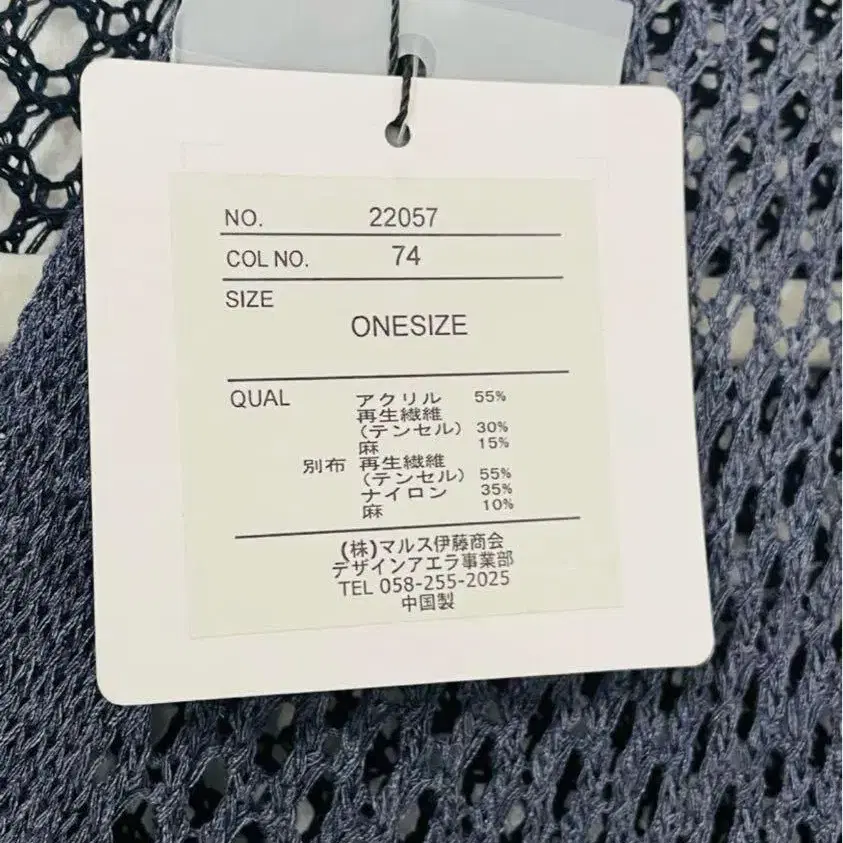 NO. 22057
COL NO. 74
SIZE
ONESIZE
QUAL アクリル 55%
再生繊維
(テンセル) 30%
麻 15%
別布 再生繊維
(テンセル) 55%
ナイロン 35%
麻 10%
(株)マルス伊藤商会
デザインアエラ事業部
TEL 058-255-2025
中国製